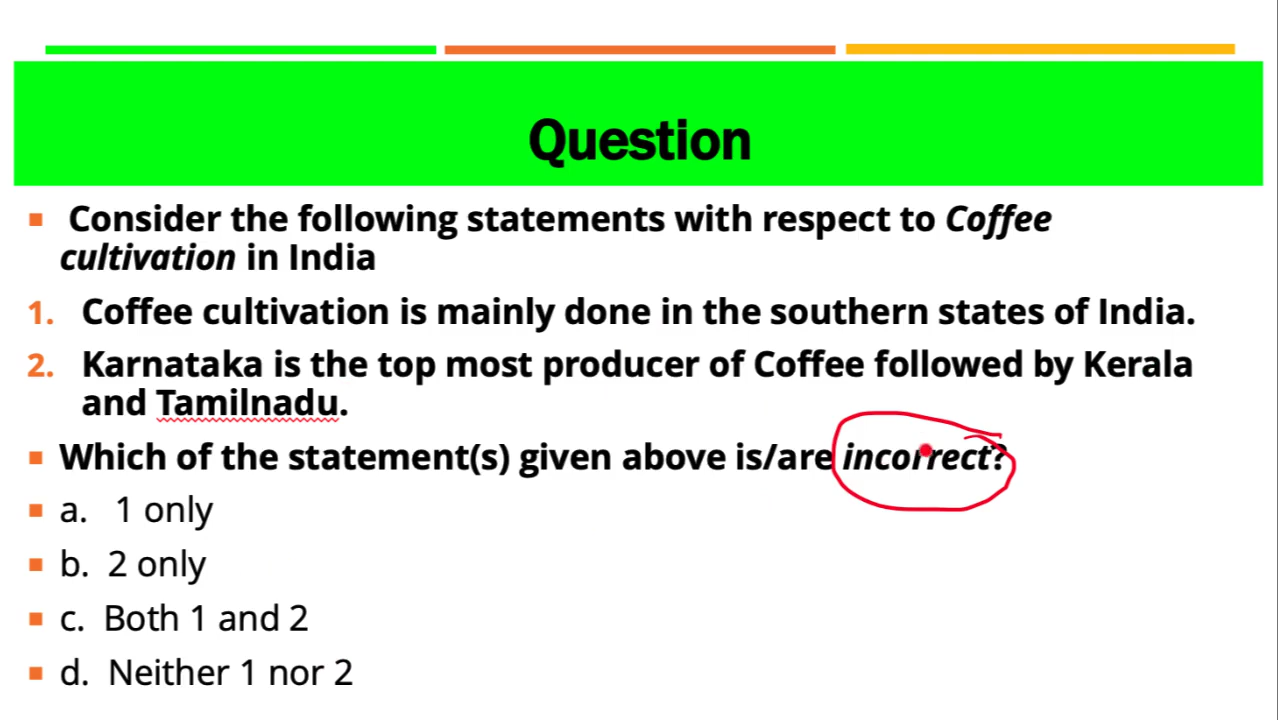 Question
Consider the following statements with respect to Coffee
cultivation in India
1. Coffee cultivation is mainly done in the southern states of India.
2. Karnataka is the top most producer of Coffee followed by Kerala
and Tamilnadu.
Which of the statement(s) given above is/are incorrect?
a. 1 only
b. 2 only
c. Both 1 and 2
d. Neither 1 nor 2